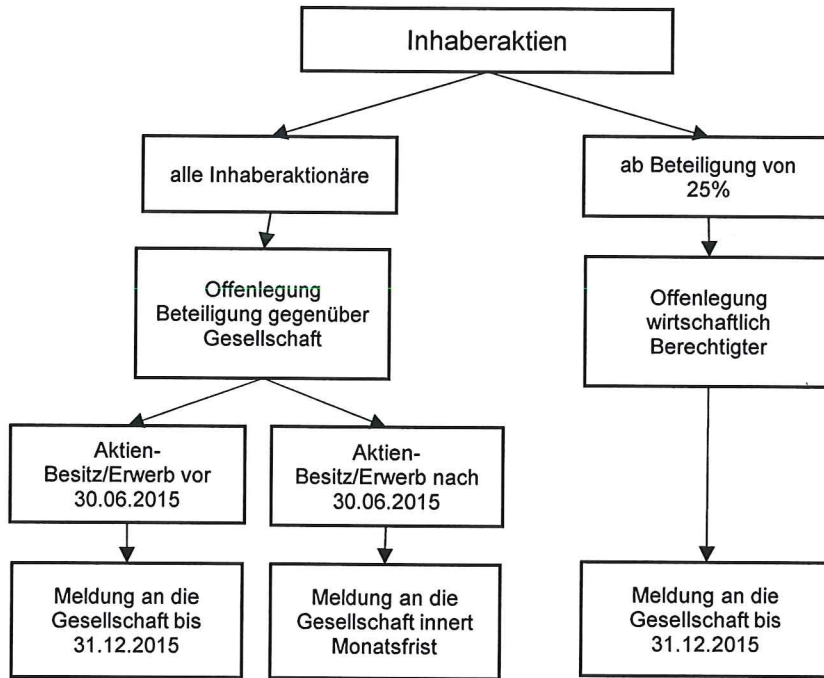 Inhaberaktien
alle Inhaberaktionäre
ab Beteiligung von
25%
Offenlegung
Beteiligung gegenüber
Gesellschaft
Offenlegung
wirtschaftlich
Berechtigter
Aktien-
Besitz/Erwerb vor
30.06.2015
Aktien-
Besitz/Erwerb nach
30.06.2015
Meldung an die
Gesellschaft bis
31.12.2015
Meldung an die
Gesellschaft innert
Monatsfrist
Meldung an die
Gesellschaft bis
31.12.2015